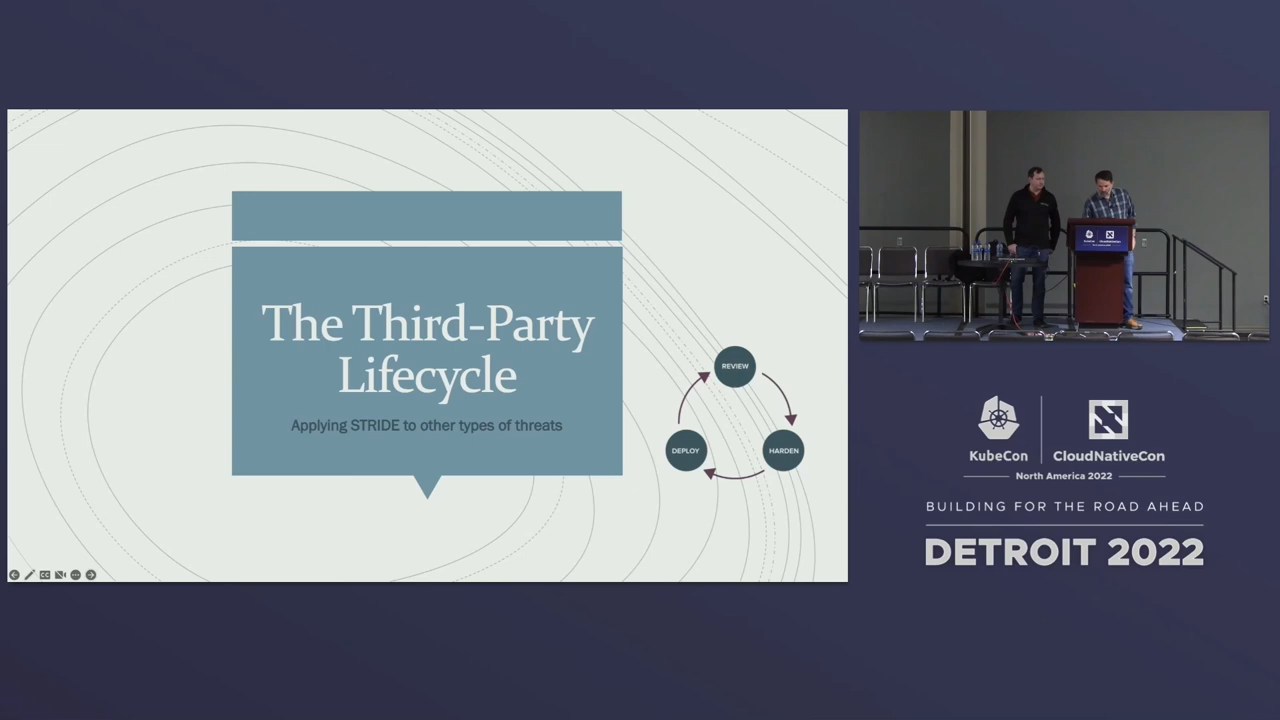 The Third-Party
Lifecycle
Applying STRIDE to other types of threats
REVIEW
DEPLOY
HARDEN
KubeCon
CloudNativeCon
North America 2022
BUILDING FOR THE ROAD AHEAD
DETROIT 2022